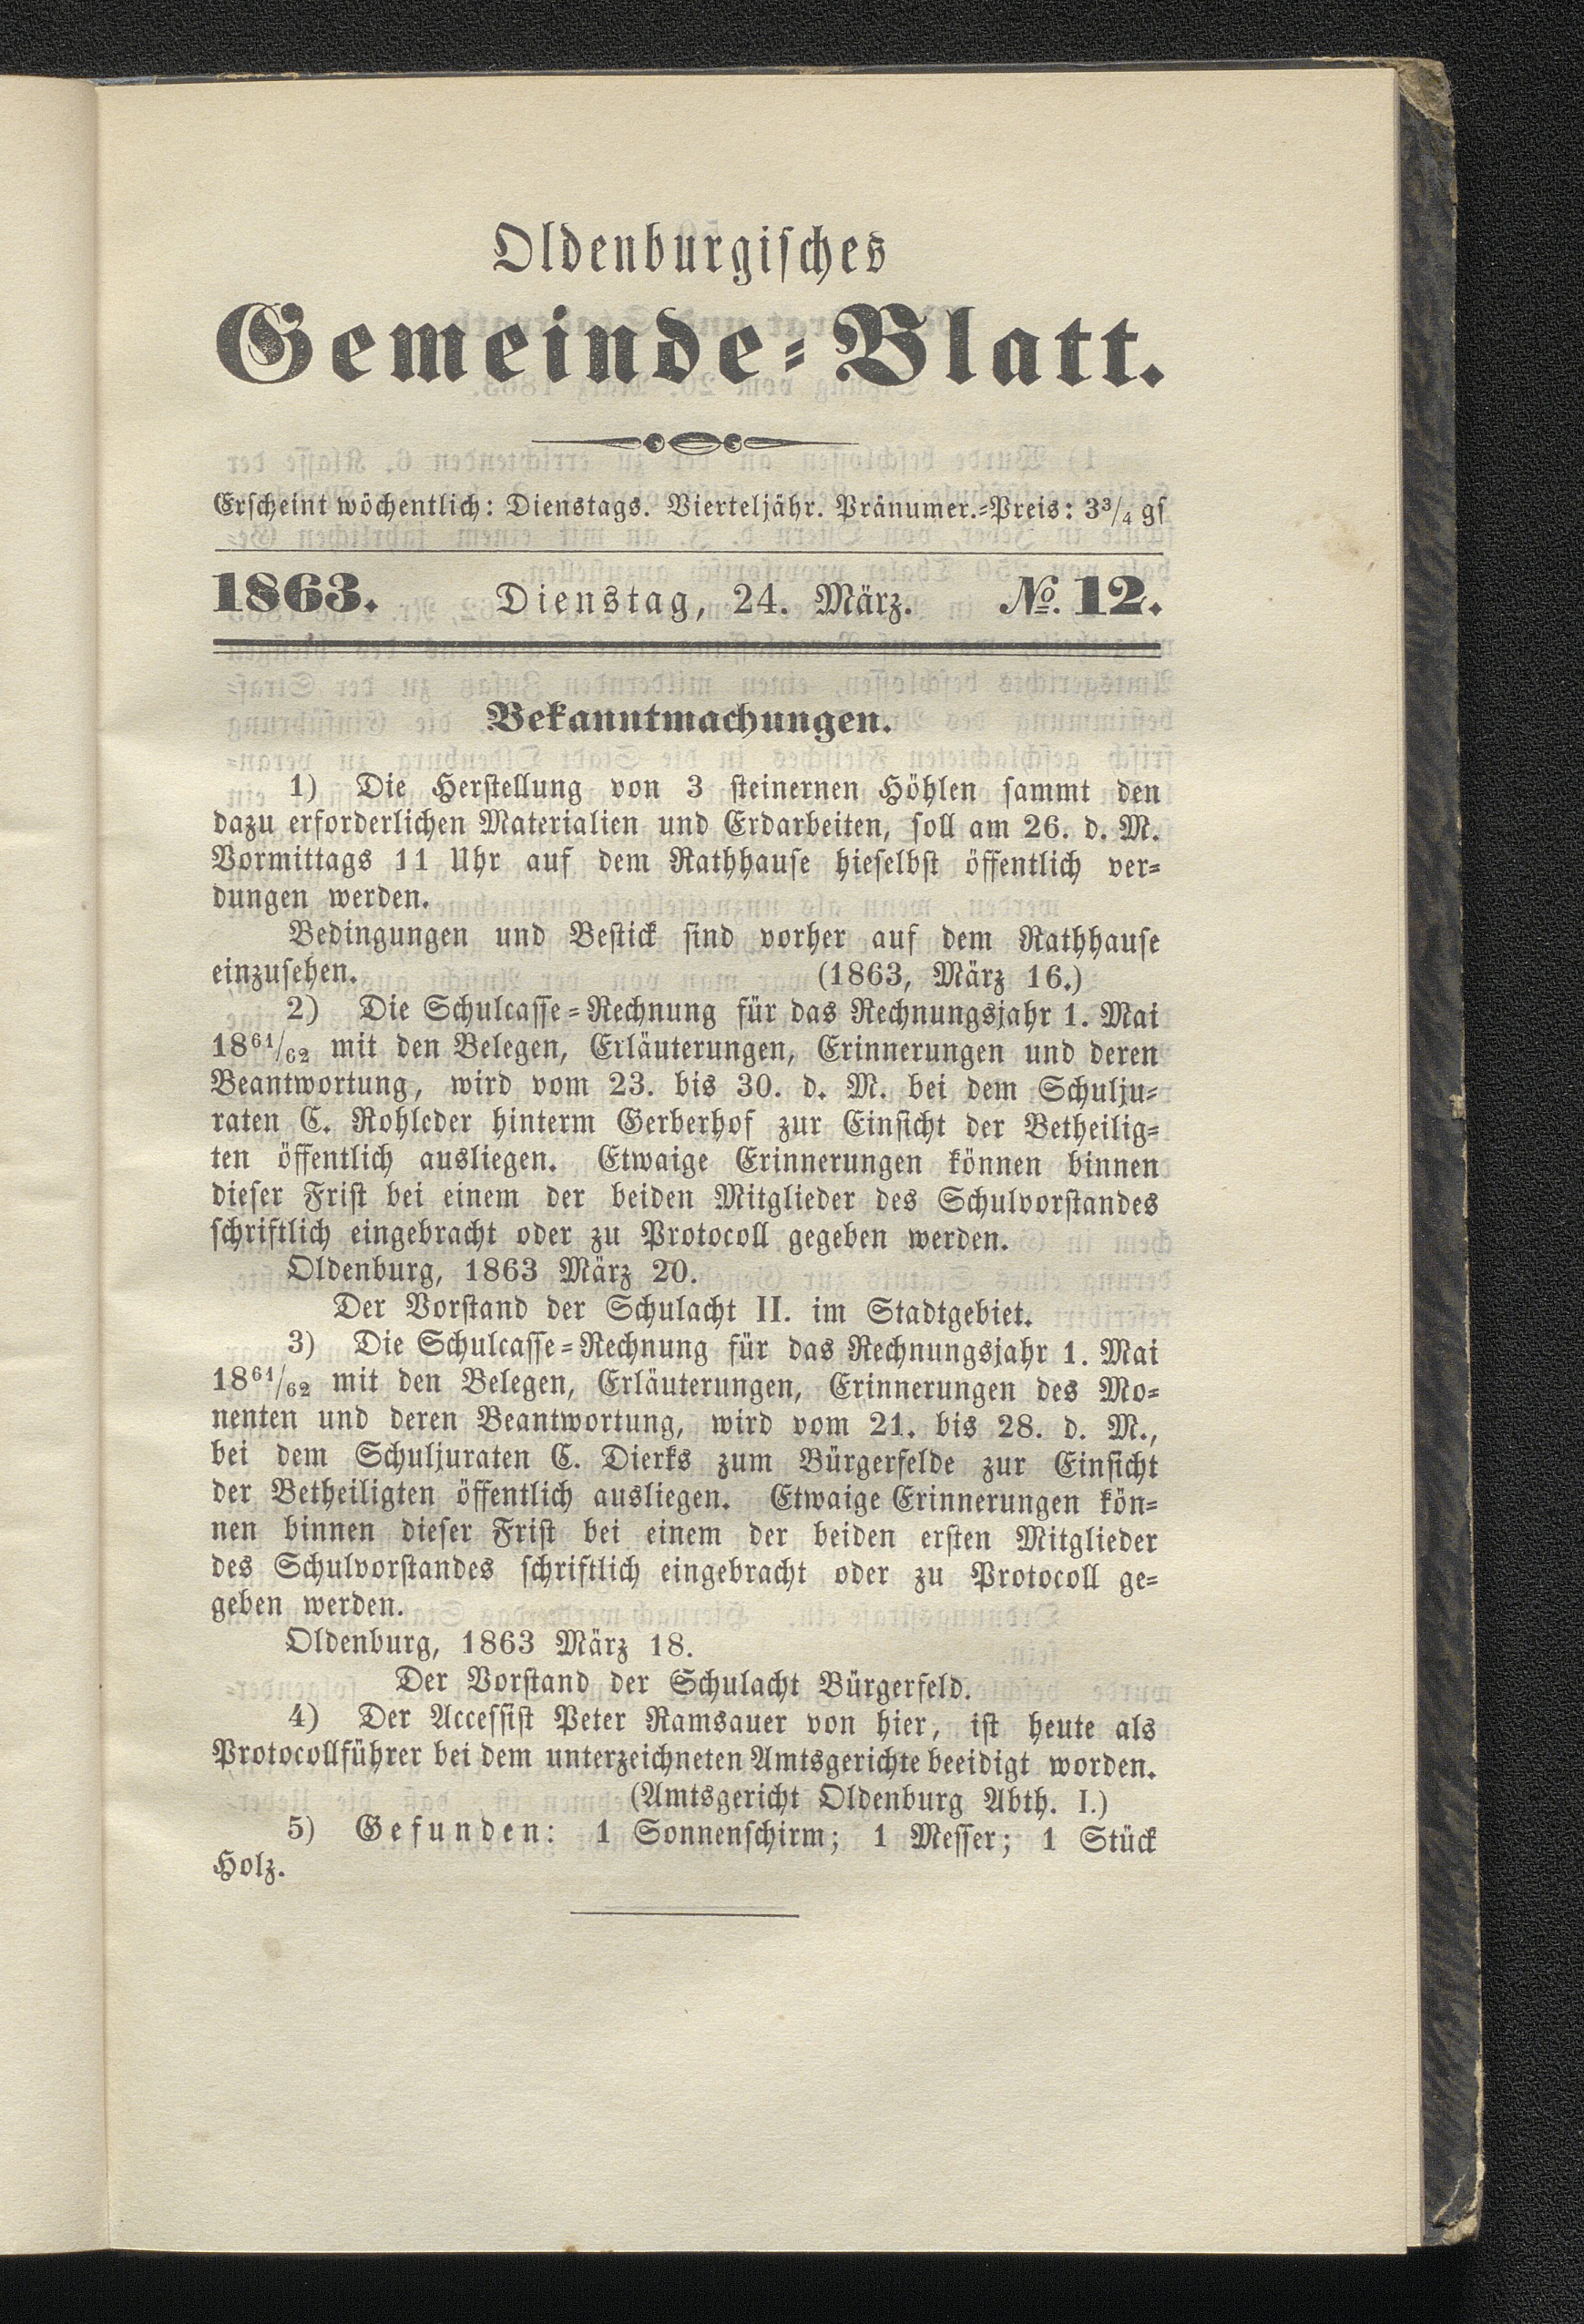 Oldenburgisches
Gemeinde-Blatt.
Erscheint wöchentlich: Dienstags. Vierteljähr. Pränumer.-Preis: 3³/₄ gs
1863. Dienstag, 24. März. No. 12.
Bekanntmachungen.
1) Die Herstellung von 3 steinernen Höhlen sammt den
dazu erforderlichen Materialien und Erdarbeiten, soll am 26. d. M.
Vormittags 11 Uhr auf dem Rathhause hieselbst öffentlich ver-
dungen werden.
Bedingungen und Bestick sind vorher auf dem Rathhause
einzusehen. (1863, März 16.)
2) Die Schulcasse-Rechnung für das Rechnungsjahr 1. Mai
18⁶¹/₆₂ mit den Belegen, Erläuterungen, Erinnerungen und deren
Beantwortung, wird vom 23. bis 30. d. M. bei dem Schulju-
raten C. Rohleder hinterm Gerberhof zur Einsicht der Betheilig-
ten öffentlich ausliegen. Etwaige Erinnerungen können binnen
dieser Frist bei einem der beiden Mitglieder des Schulvorstandes
schriftlich eingebracht oder zu Protocoll gegeben werden.
Oldenburg, 1863 März 20.
Der Vorstand der Schulacht II. im Stadtgebiet.
3) Die Schulcasse-Rechnung für das Rechnungsjahr 1. Mai
18⁶¹/₆₂ mit den Belegen, Erläuterungen, Erinnerungen des Mo-
nenten und deren Beantwortung, wird vom 21. bis 28. d. M.,
bei dem Schuljuraten C. Dierks zum Bürgerfelde zur Einsicht
der Betheiligten öffentlich ausliegen. Etwaige Erinnerungen kön-
nen binnen dieser Frist bei einem der beiden ersten Mitglieder
des Schulvorstandes schriftlich eingebracht oder zu Protocoll ge-
geben werden.
Oldenburg, 1863 März 18.
Der Vorstand der Schulacht Bürgerfeld.
4) Der Accessist Peter Ramsauer von hier, ist heute als
Protocollführer bei dem unterzeichneten Amtsgerichte beeidigt worden.
(Amtsgericht Oldenburg Abth. I.)
5) Gefunden: 1 Sonnenschirm; 1 Messer; 1 Stück
Holz.